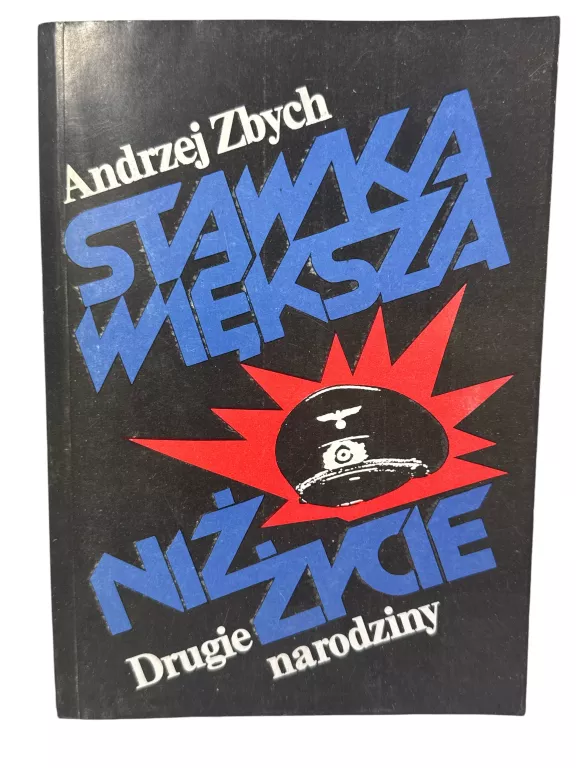 Andrzej Zbych
STAWKA
WIĘKSZA
NIŻ ŻYCIE
Drugie narodziny